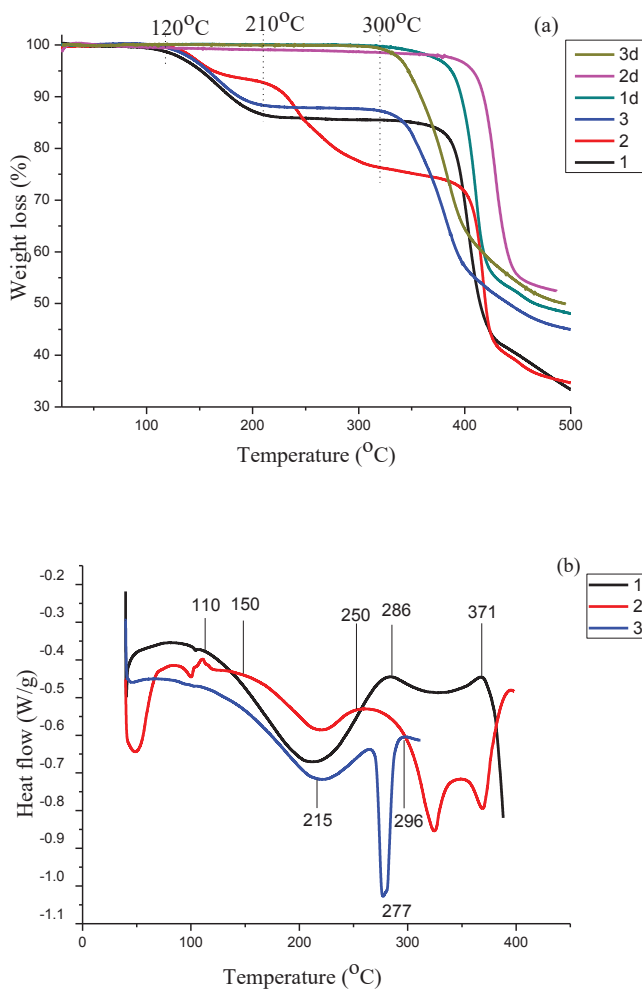 120°C 210°C 300°C (a)
100
90
80
70
60
50
40
30
Weight loss (%)
3d
2d
1d
3
2
1
100 200 300 400 500
Temperature (°C)
(b)
-0.2
-0.3
-0.4
-0.5
-0.6
-0.7
-0.8
-0.9
-1.0
-1.1
Heat flow (W/g)
110 150 250 286 371
1
2
3
215 296
277
0 100 200 300 400
Temperature (°C)